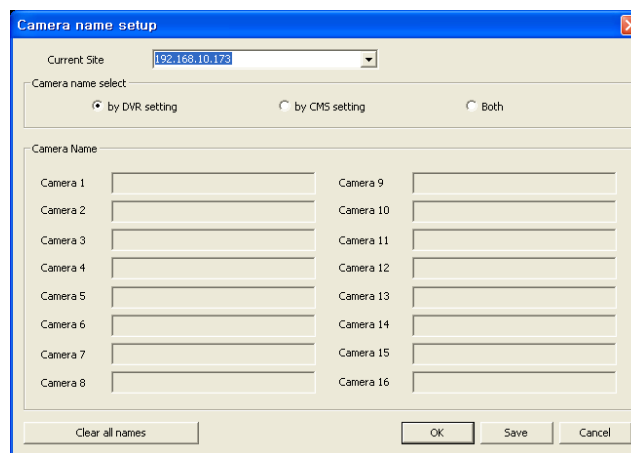 Camera name setup
Current Site 192.168.10.173
Camera name select
by DVR setting by CMS setting Both
Camera Name
Camera 1 Camera 9
Camera 2 Camera 10
Camera 3 Camera 11
Camera 4 Camera 12
Camera 5 Camera 13
Camera 6 Camera 14
Camera 7 Camera 15
Camera 8 Camera 16
Clear all names OK Save Cancel